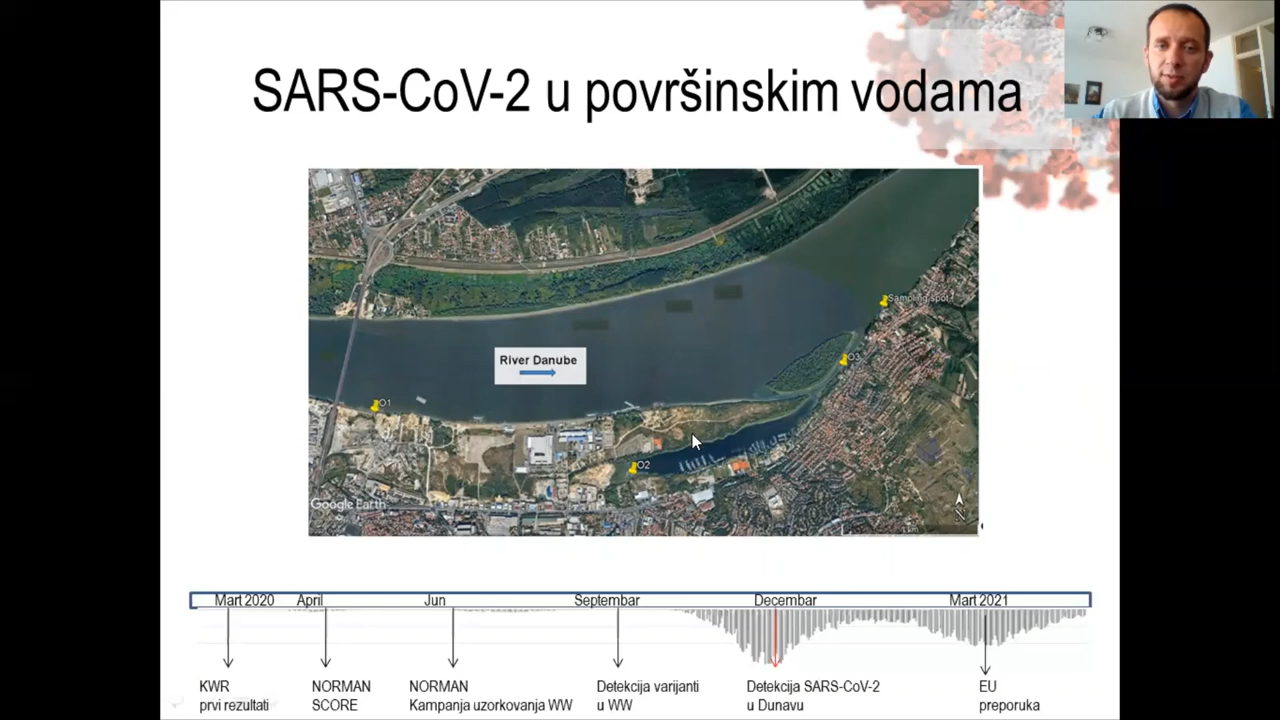 SARS-CoV-2 u površinskim vodama
Sampling spot 1
O3
River Danube
O1
O2
Google Earth
N
Mart 2020 April Jun Septembar Decembar Mart 2021
KWR NORMAN NORMAN Detekcija varijanti Detekcija SARS-CoV-2 EU
prvi rezultati SCORE Kampanja uzorkovanja WW u WW u Dunavu preporuka